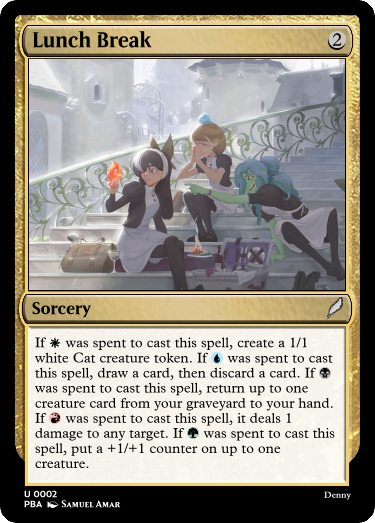 Lunch Break 2
Sorcery
If was spent to cast this spell, create a 1/1
white Cat creature token. If was spent to cast
this spell, draw a card, then discard a card. If
was spent to cast this spell, return up to one
creature card from your graveyard to your hand.
If was spent to cast this spell, it deals 1
damage to any target. If was spent to cast this
spell, put a +1/+1 counter on up to one
creature.
U 0002 Denny
PBA SAMUEL AMAR